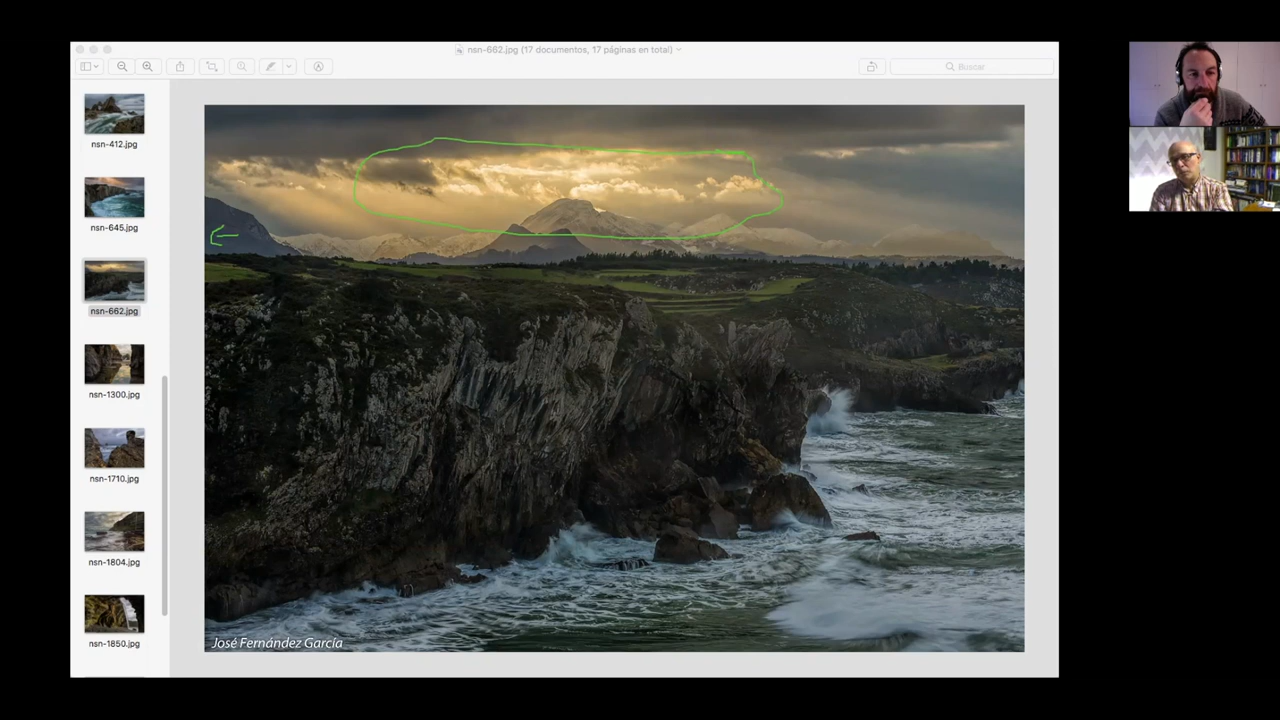 nsn-662.jpg (17 documentos, 17 páginas en total)
Buscar
nsn-412.jpg
nsn-645.jpg
nsn-662.jpg
nsn-1300.jpg
nsn-1710.jpg
nsn-1804.jpg
nsn-1850.jpg
José Fernández García